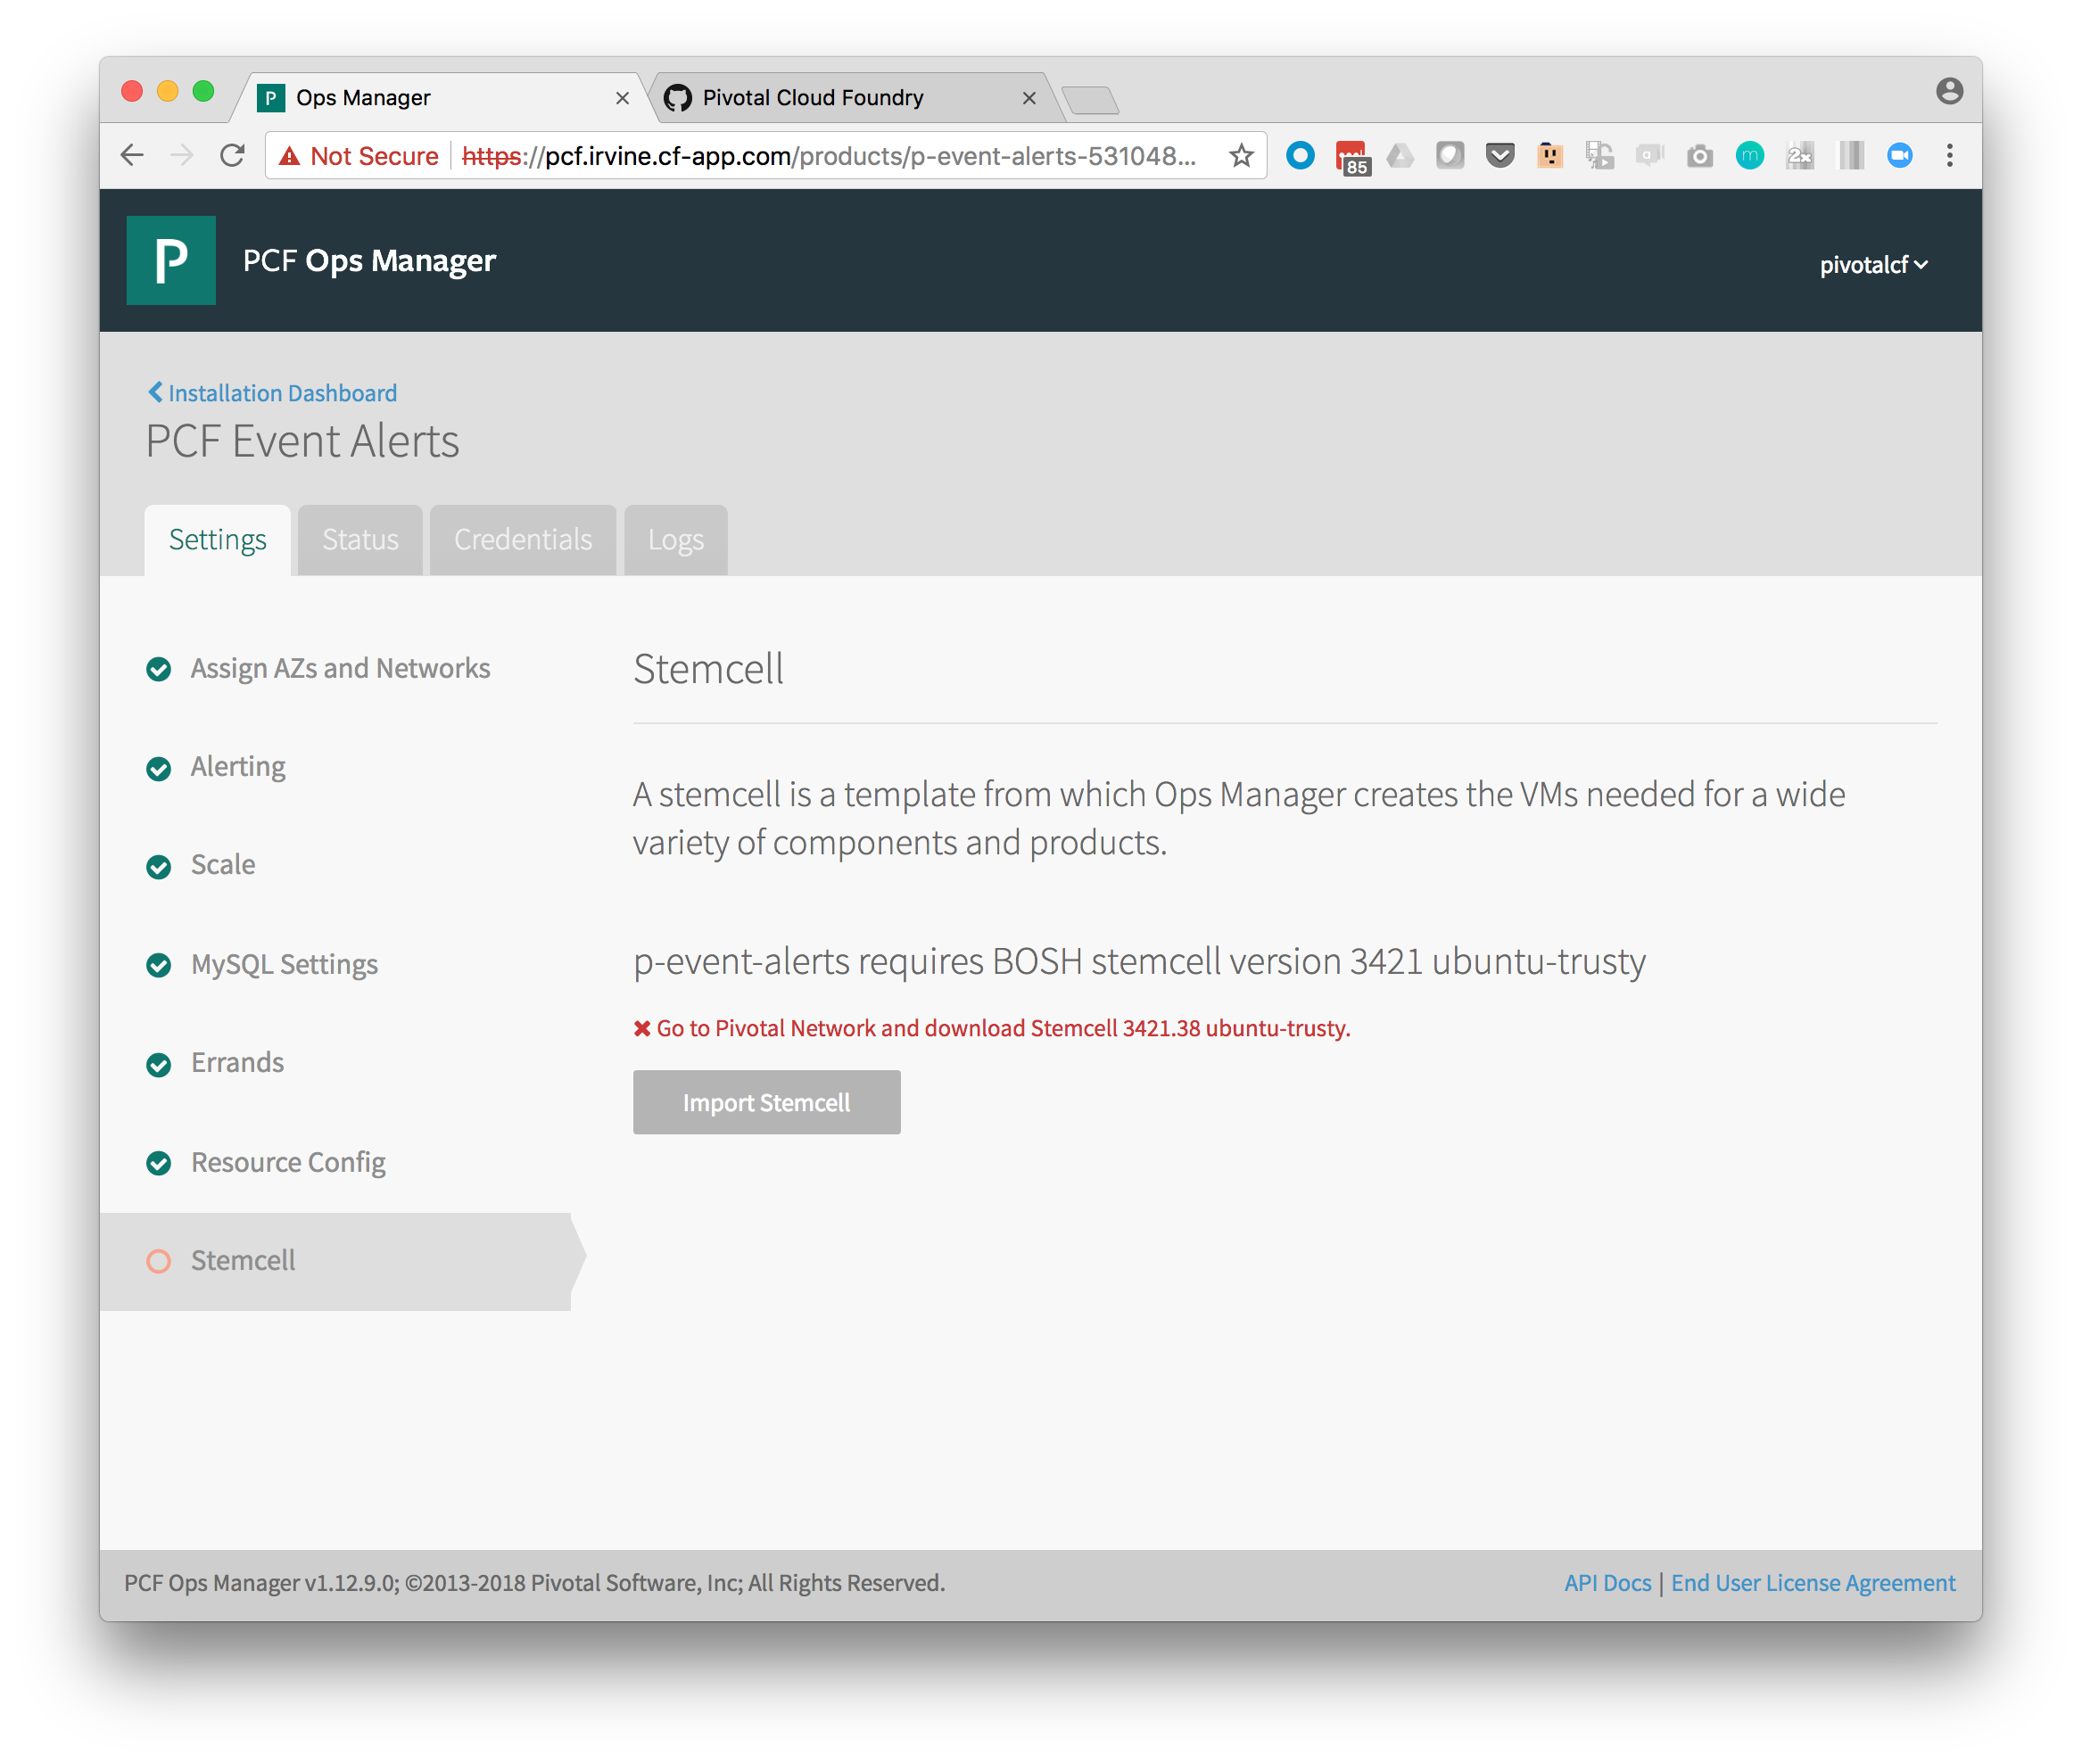 Ops Manager
Pivotal Cloud Foundry
Not Secure https://pcf.irvine.cf-app.com/products/p-event-alerts-531048...
85
m
2x
P
PCF Ops Manager
pivotalcf
Installation Dashboard
PCF Event Alerts
Settings
Status
Credentials
Logs
Assign AZs and Networks
Alerting
Scale
MySQL Settings
Errands
Resource Config
Stemcell
Stemcell
A stemcell is a template from which Ops Manager creates the VMs needed for a wide
variety of components and products.
p-event-alerts requires BOSH stemcell version 3421 ubuntu-trusty
Go to Pivotal Network and download Stemcell 3421.38 ubuntu-trusty.
Import Stemcell
PCF Ops Manager v1.12.9.0; ©2013-2018 Pivotal Software, Inc; All Rights Reserved.
API Docs | End User License Agreement